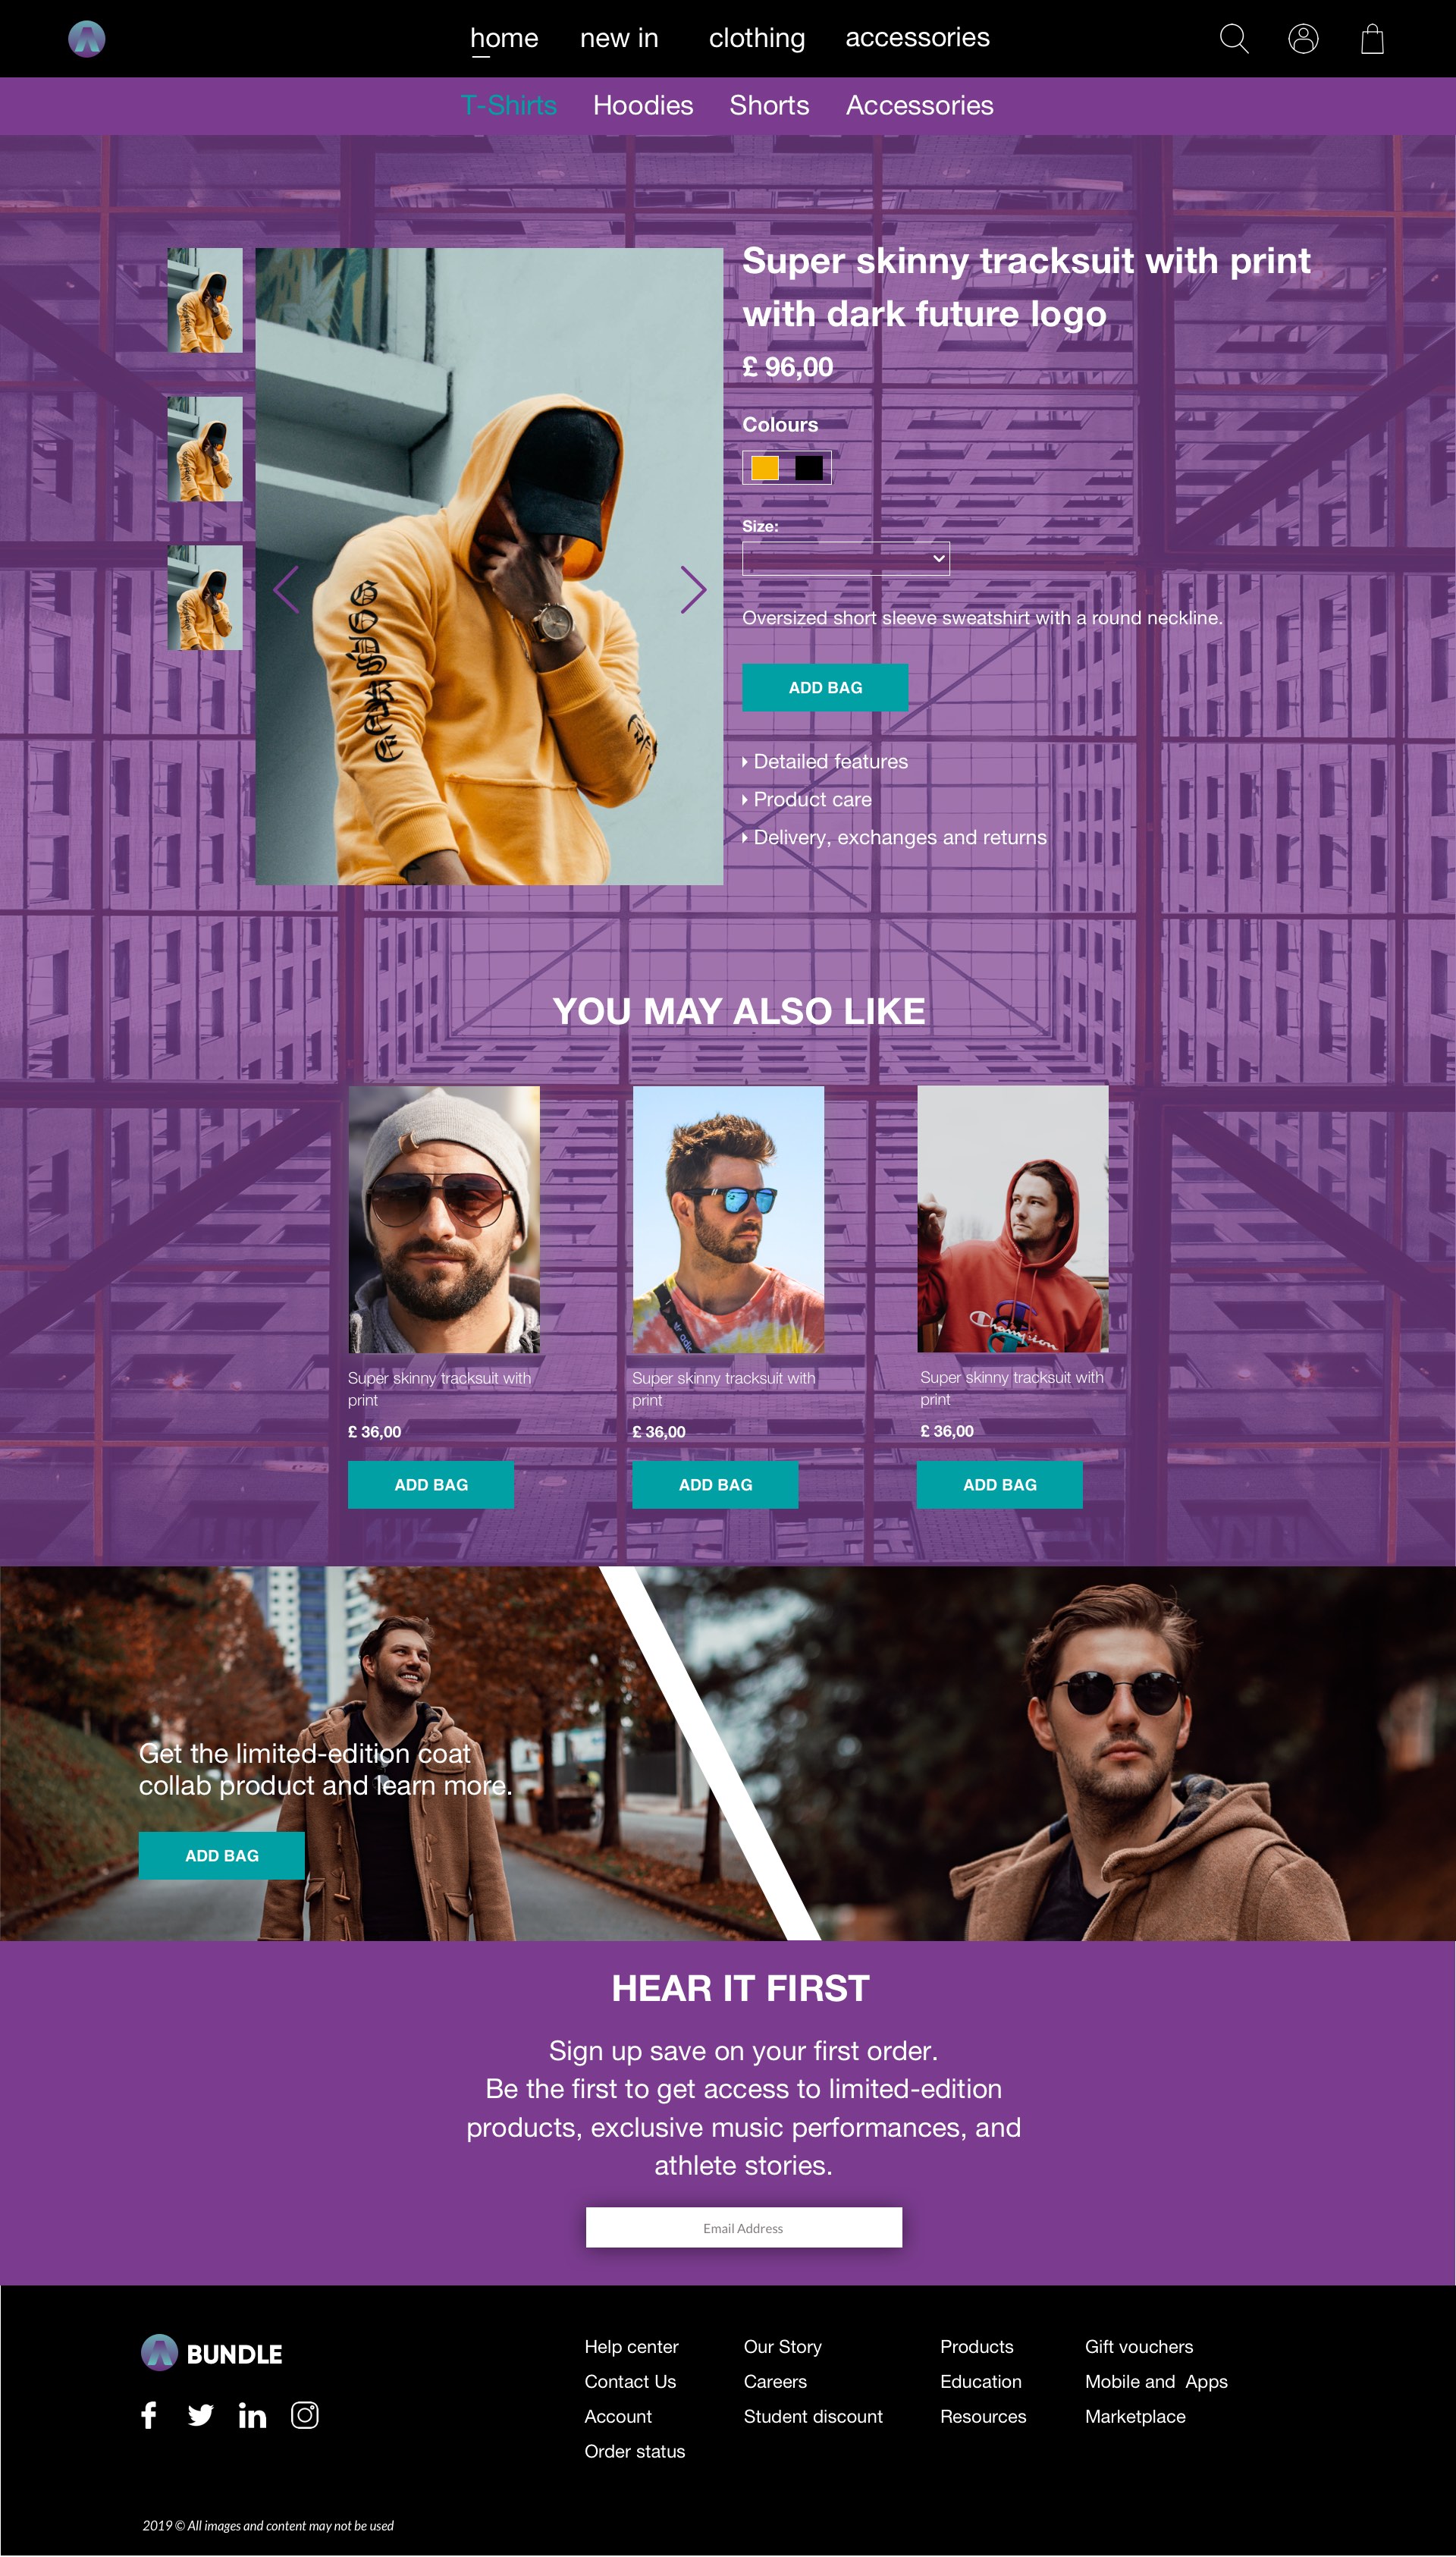 home new in clothing accessories
T-Shirts Hoodies Shorts Accessories
Super skinny tracksuit with print
with dark future logo
£ 96,00
Colours
Size:
Oversized short sleeve sweatshirt with a round neckline.
ADD BAG
Detailed features
Product care
Delivery, exchanges and returns
YOU MAY ALSO LIKE
Champion
Super skinny tracksuit with
print
£ 36,00
ADD BAG
Super skinny tracksuit with
print
£ 36,00
ADD BAG
Super skinny tracksuit with
print
£ 36,00
ADD BAG
Get the limited-edition coat
collab product and learn more.
ADD BAG
HEAR IT FIRST
Sign up save on your first order.
Be the first to get access to limited-edition
products, exclusive music performances, and
athlete stories.
Email Address
BUNDLE
Help center
Contact Us
Account
Order status
Our Story
Careers
Student discount
Products
Education
Resources
Gift vouchers
Mobile and  Apps
Marketplace
2019 © All images and content may not be used